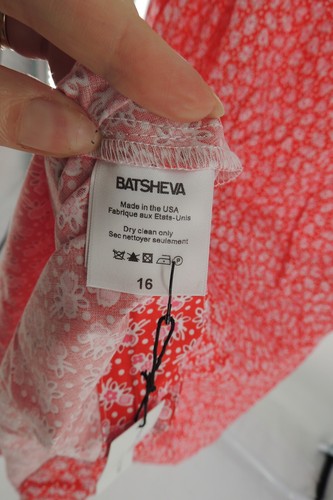 BATSHEVA
Made in the USA
Fabrique aux Etats-Unis
Dry clean only
Sec nettoyer seulement
16